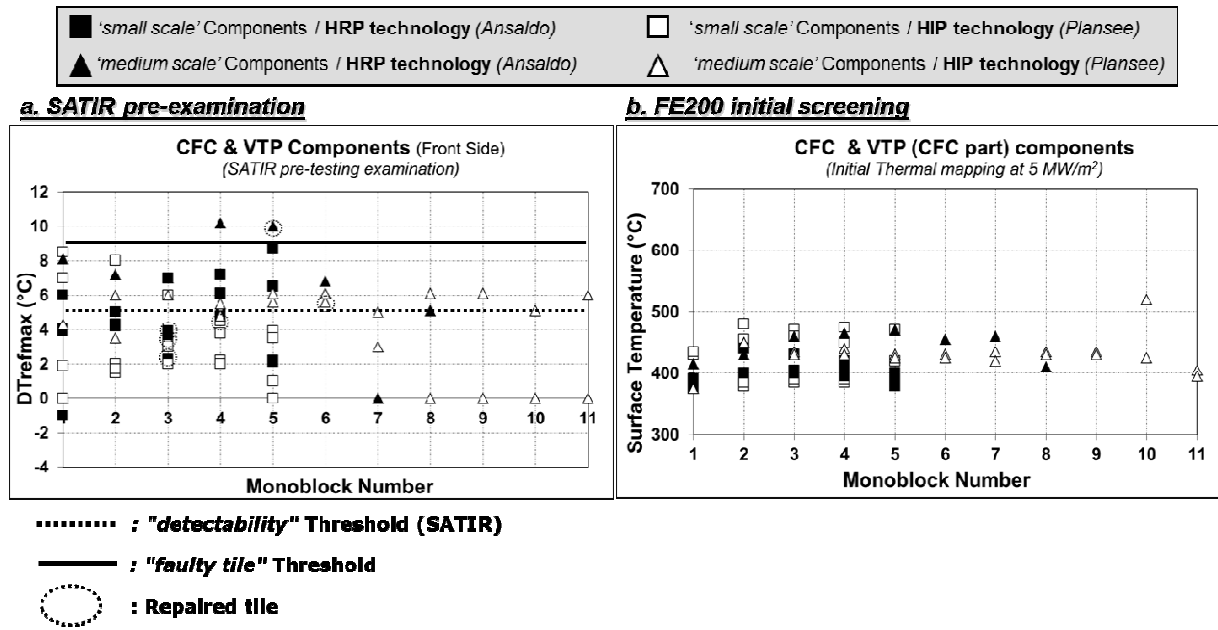 'small scale' Components / HRP technology (Ansaldo)
'small scale' Components / HIP technology (Plansee)
'medium scale' Components / HRP technology (Ansaldo)
'medium scale' Components / HIP technology (Plansee)
a. SATIR pre-examination
b. FE200 initial screening
CFC & VTP Components (Front Side)
(SATIR pre-testing examination)
DTrefmax (°C)
12
10
8
6
4
2
0
-2
-4
1 2 3 4 5 6 7 8 9 10 11
Monoblock Number
CFC & VTP (CFC part) components
(Initial Thermal mapping at 5 MW/m²)
Surface Temperature (°C)
700
600
500
400
300
1 2 3 4 5 6 7 8 9 10 11
Monoblock Number
: "detectability" Threshold (SATIR)
: "faulty tile" Threshold
: Repaired tile